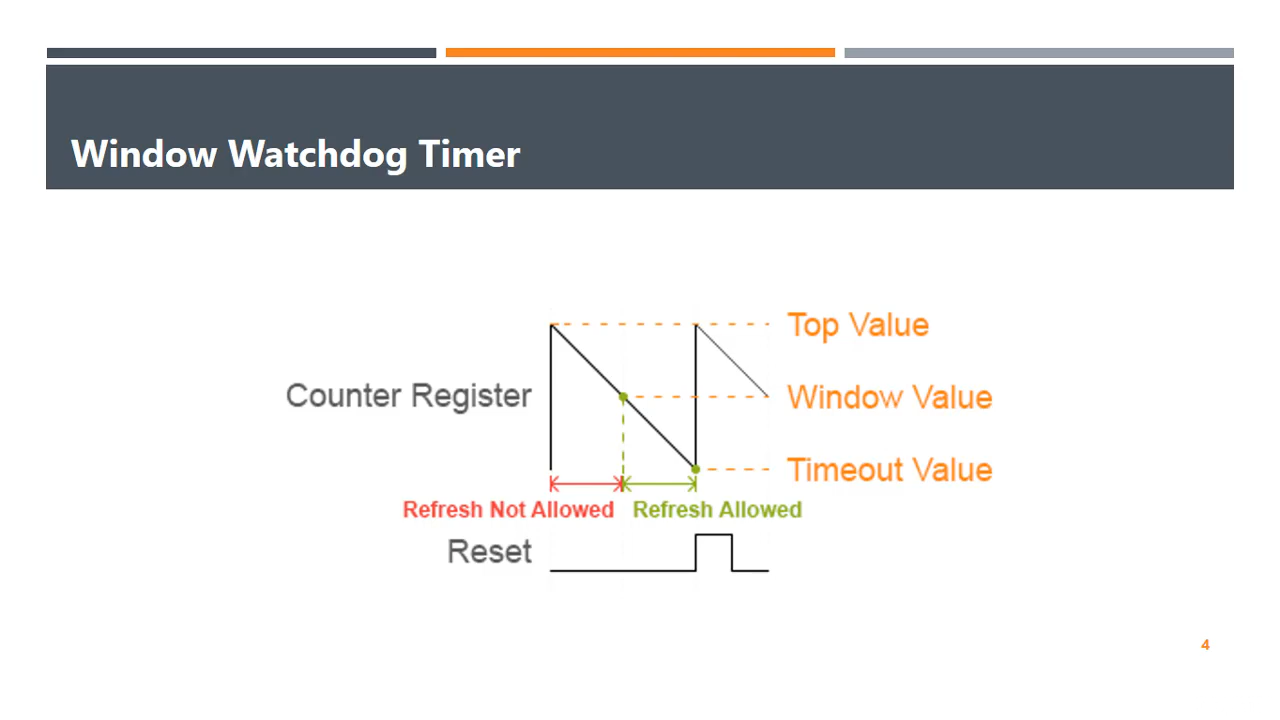 Window Watchdog Timer
Top Value
Counter Register
Window Value
Timeout Value
Refresh Not Allowed
Refresh Allowed
Reset
4